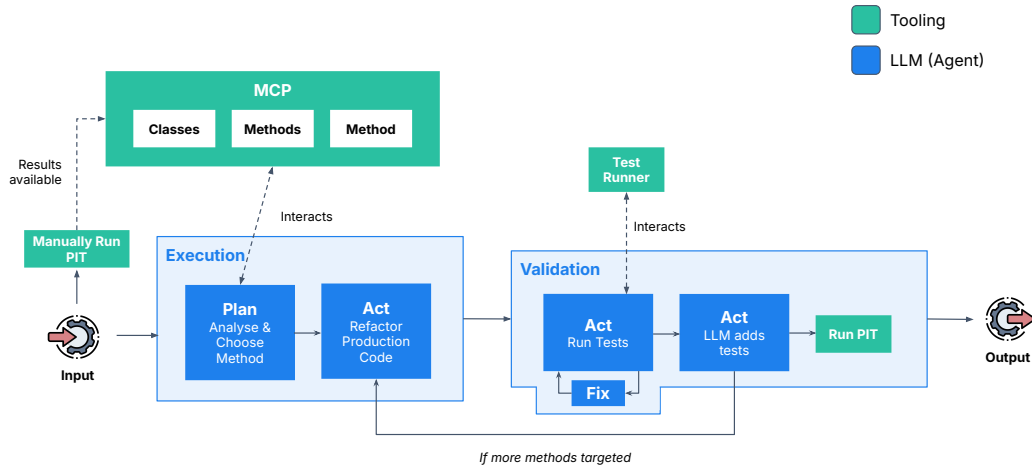 Tooling
LLM (Agent)
MCP
Classes
Methods
Method
Results
available
Test
Runner
Interacts
Interacts
Manually Run
PIT
Execution
Validation
Plan
Analyse &
Choose
Method
Act
Refactor
Production
Code
Act
Run Tests
Act
LLM adds
tests
Run PIT
Fix
Input
Output
If more methods targeted